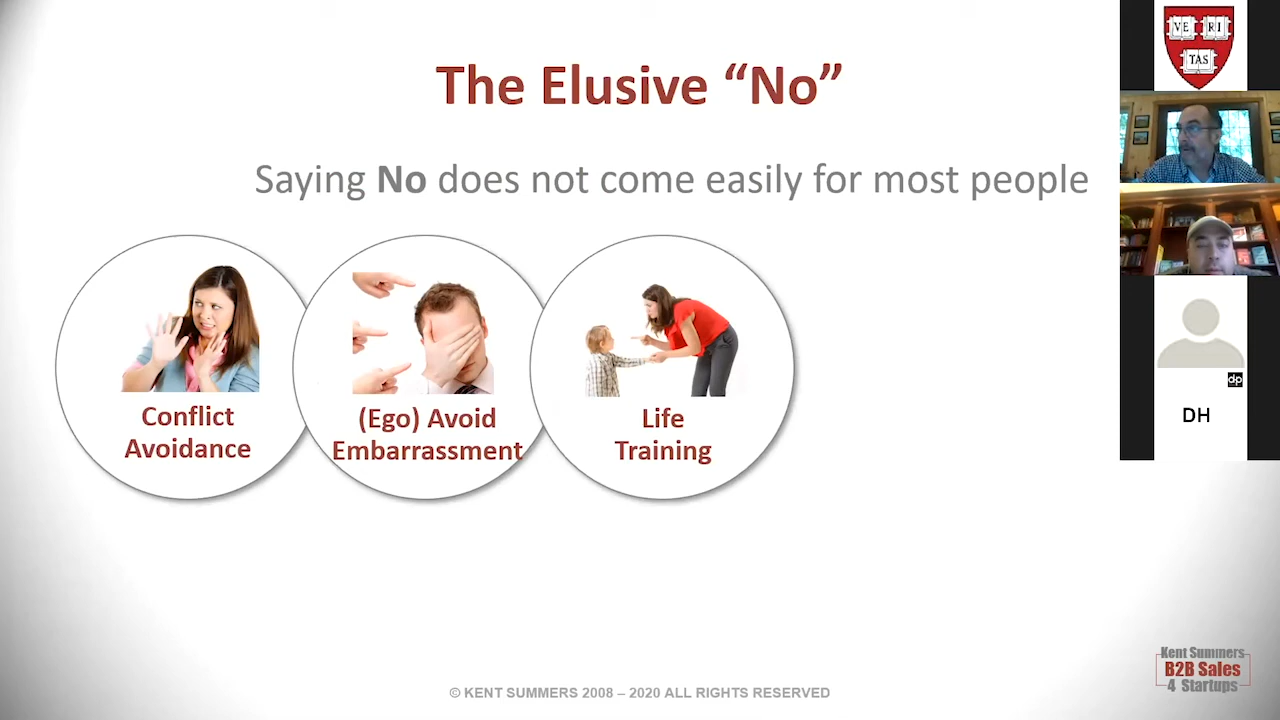 The Elusive “No”
Saying No does not come easily for most people
Conflict
Avoidance
(Ego) Avoid
Embarrassment
Life
Training
VE RI
TAS
dp
DH
Kent Summers
B2B Sales
4 Startups
© KENT SUMMERS 2008 – 2020 ALL RIGHTS RESERVED